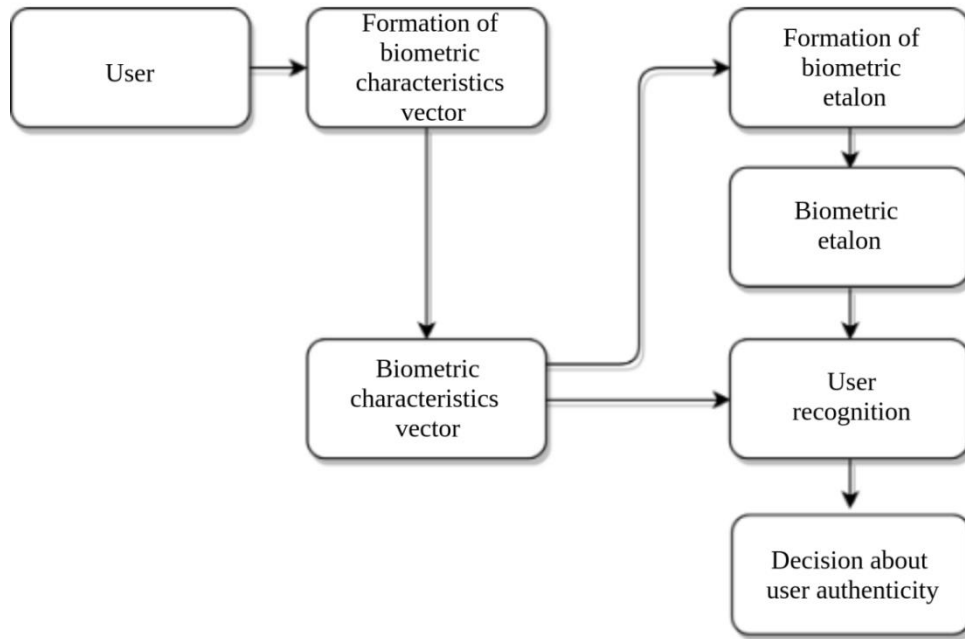 User
Formation of
biometric
characteristics
vector
Formation of
biometric
etalon
Biometric
etalon
Biometric
characteristics
vector
User
recognition
Decision about
user authenticity